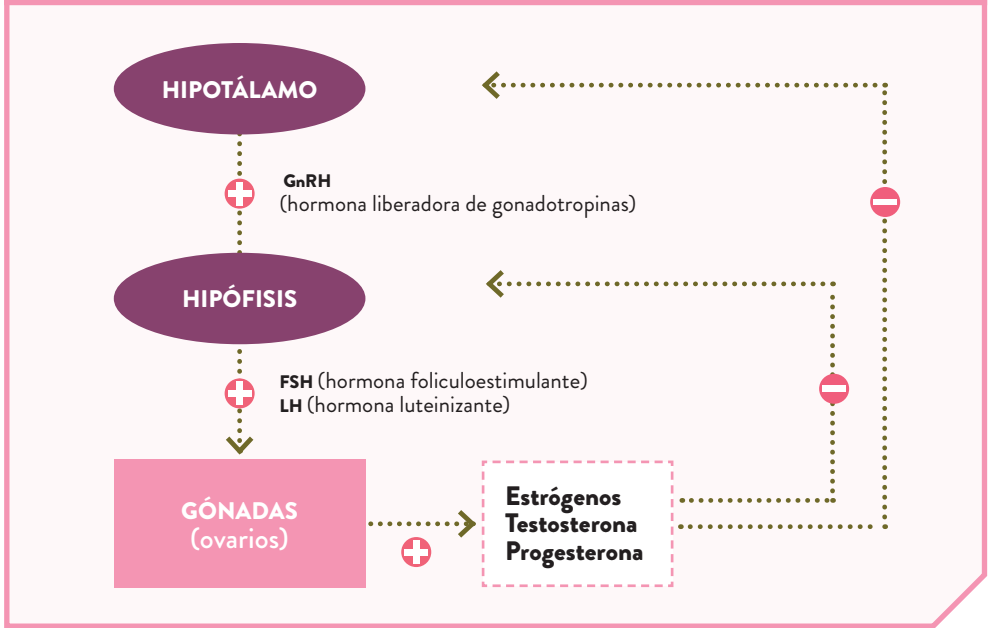 HIPOTÁLAMO
GnRH
(hormona liberadora de gonadotropinas)
HIPÓFISIS
FSH (hormona foliculoestimulante)
LH (hormona luteinizante)
GÓNADAS
(ovarios)
Estrógenos
Testosterona
Progesterona